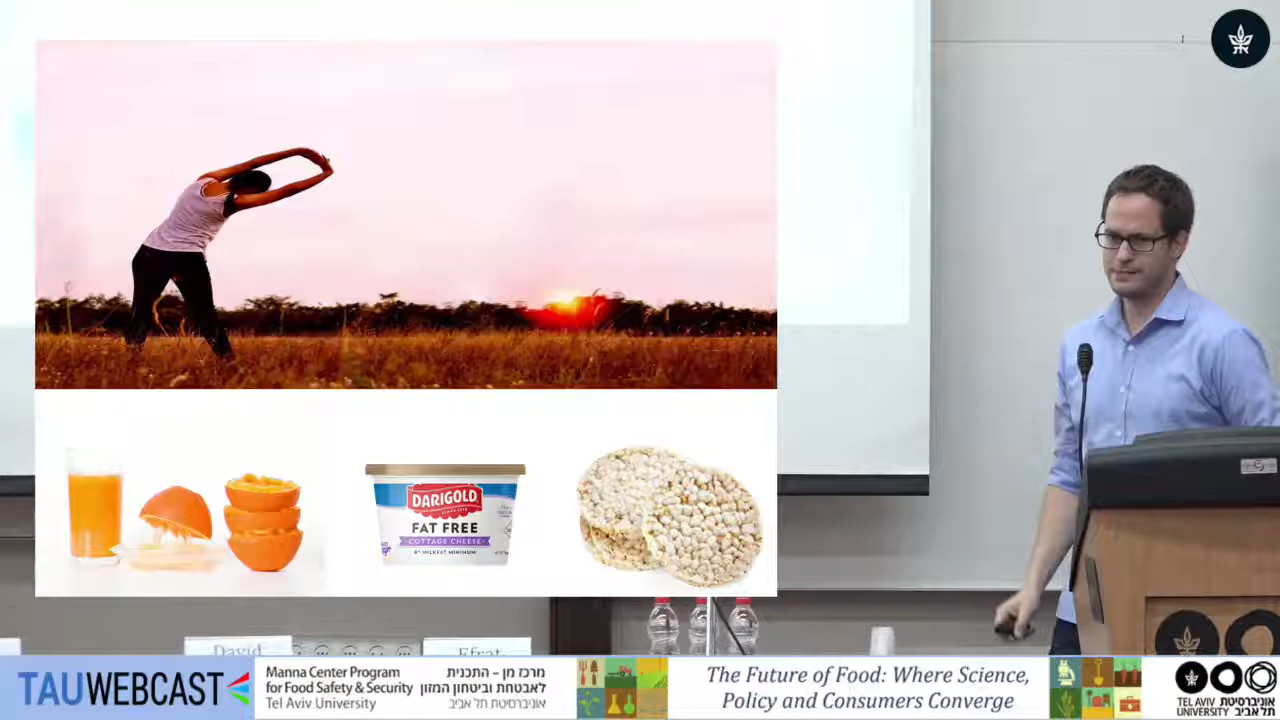 DARIGOLD
FAT FREE
COTTAGE CHEESE
David
Efrat
TAUWEBCAST
Manna Center Program
for Food Safety & Security
Tel Aviv University
מרכז מן – התכנית
לאבטחת וביטחון המזון
אוניברסיטת תל אביב
The Future of Food: Where Science,
Policy and Consumers Converge
TEL AVIV אוניברסיטת
UNIVERSITY תל אביב